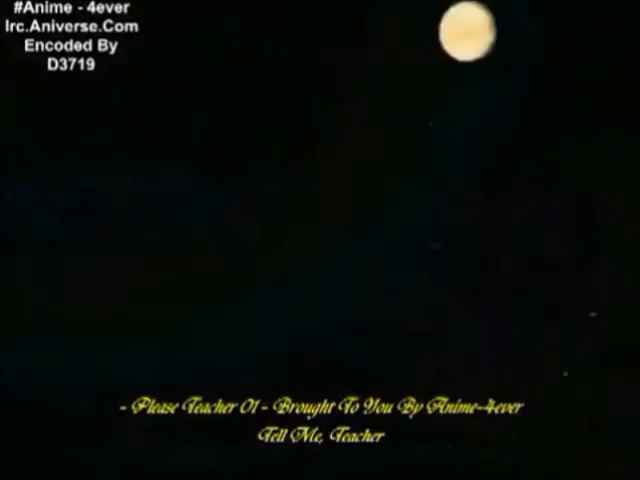 #Anime - 4ever
Irc.Aniverse.Com
Encoded By
D3719
- Please Teacher 01 - Brought To You By Anime-4ever
Tell Me, Teacher